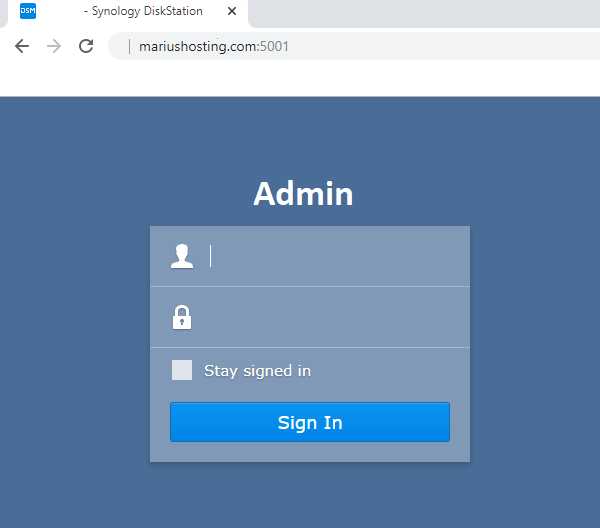 DSM - Synology DiskStation
mariushosting.com:5001
Admin
Stay signed in
Sign In